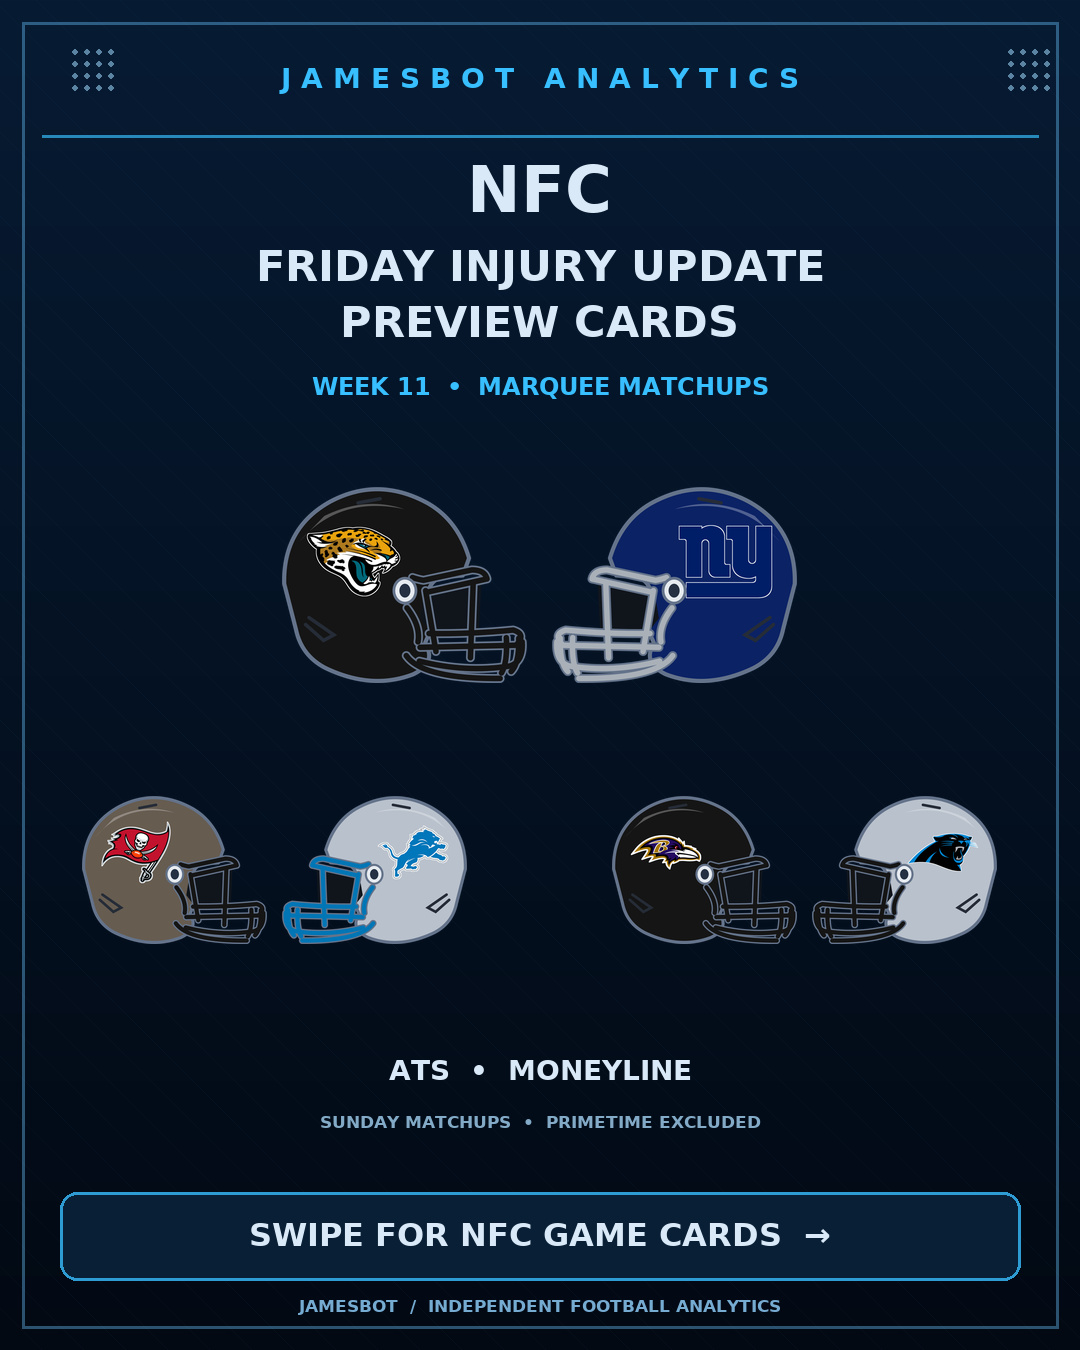 JAMESBOT ANALYTICS
NFC
FRIDAY INJURY UPDATE
PREVIEW CARDS
WEEK 11 • MARQUEE MATCHUPS
ny
B
ATS • MONEYLINE
SUNDAY MATCHUPS • PRIMETIME EXCLUDED
SWIPE FOR NFC GAME CARDS →
JAMESBOT / INDEPENDENT FOOTBALL ANALYTICS